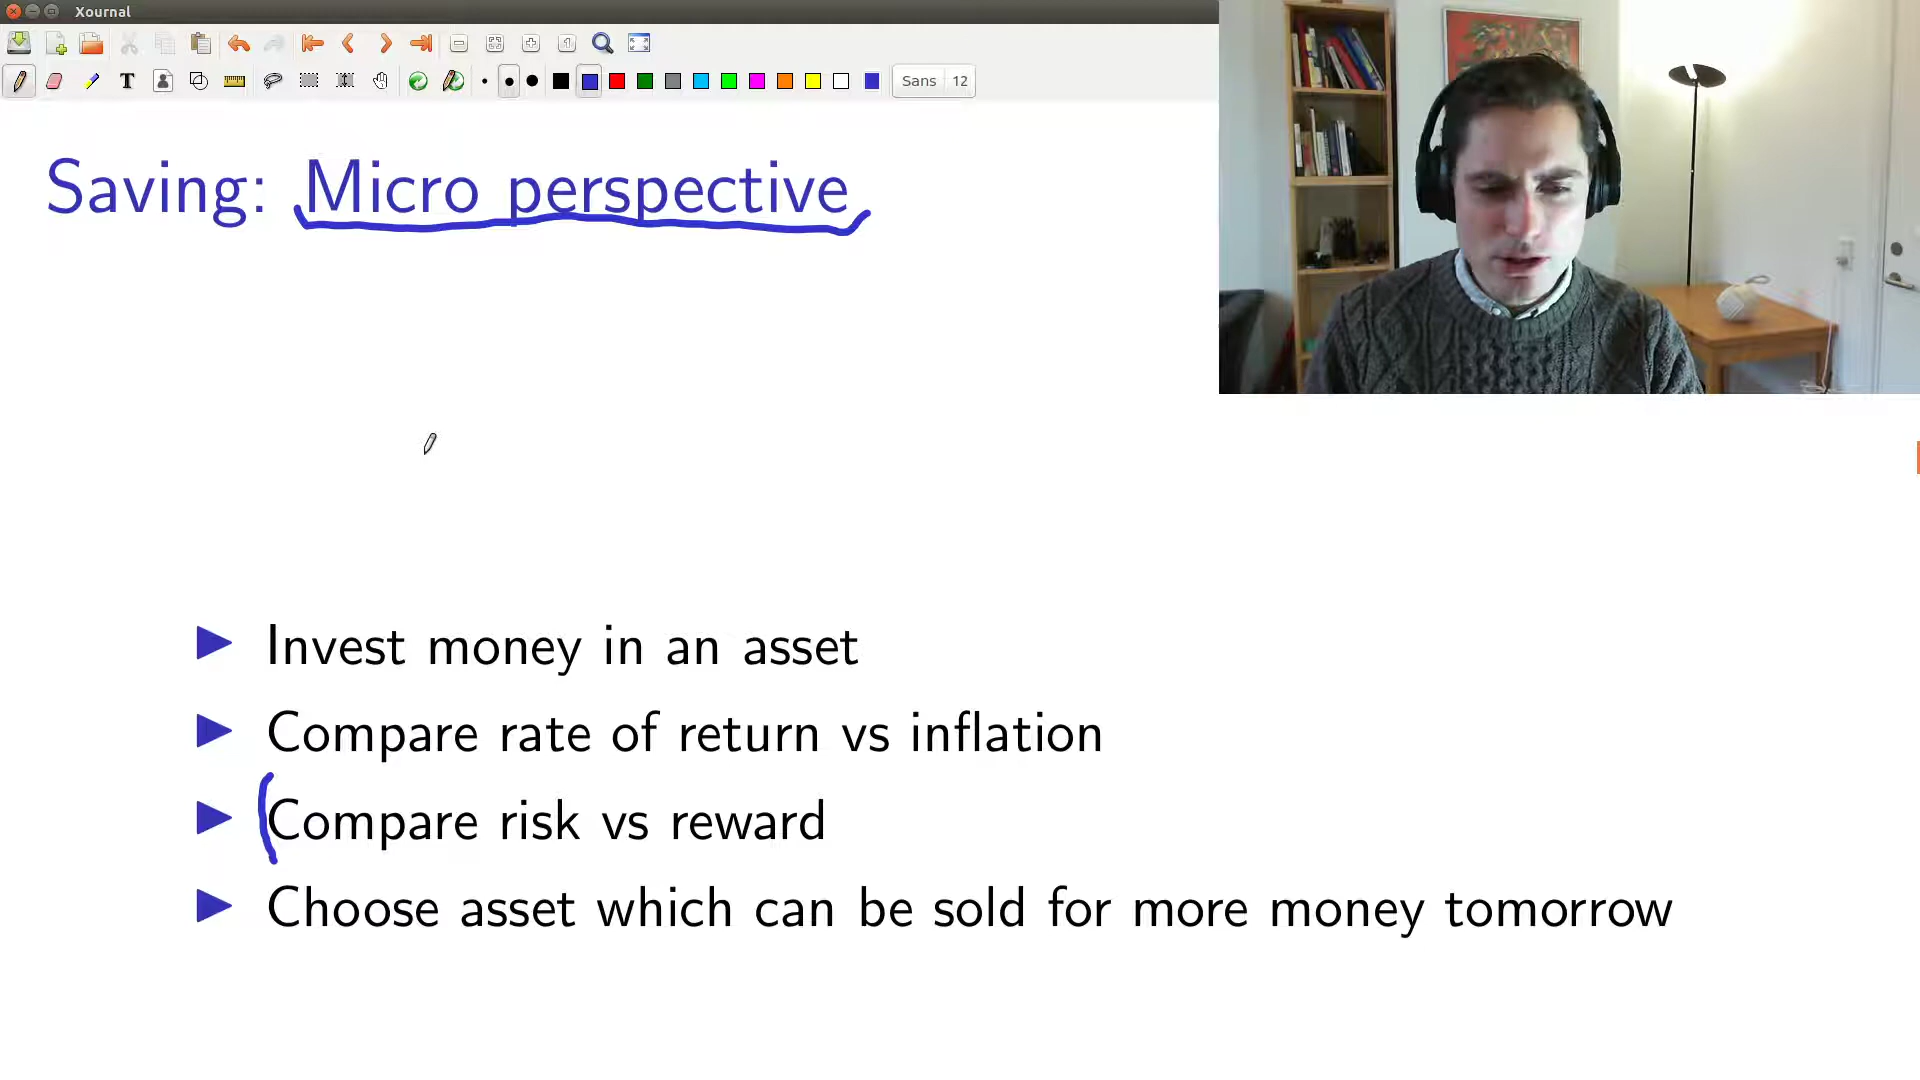 Xournal
Sans 12
Saving: Micro perspective
Invest money in an asset
Compare rate of return vs inflation
Compare risk vs reward
Choose asset which can be sold for more money tomorrow